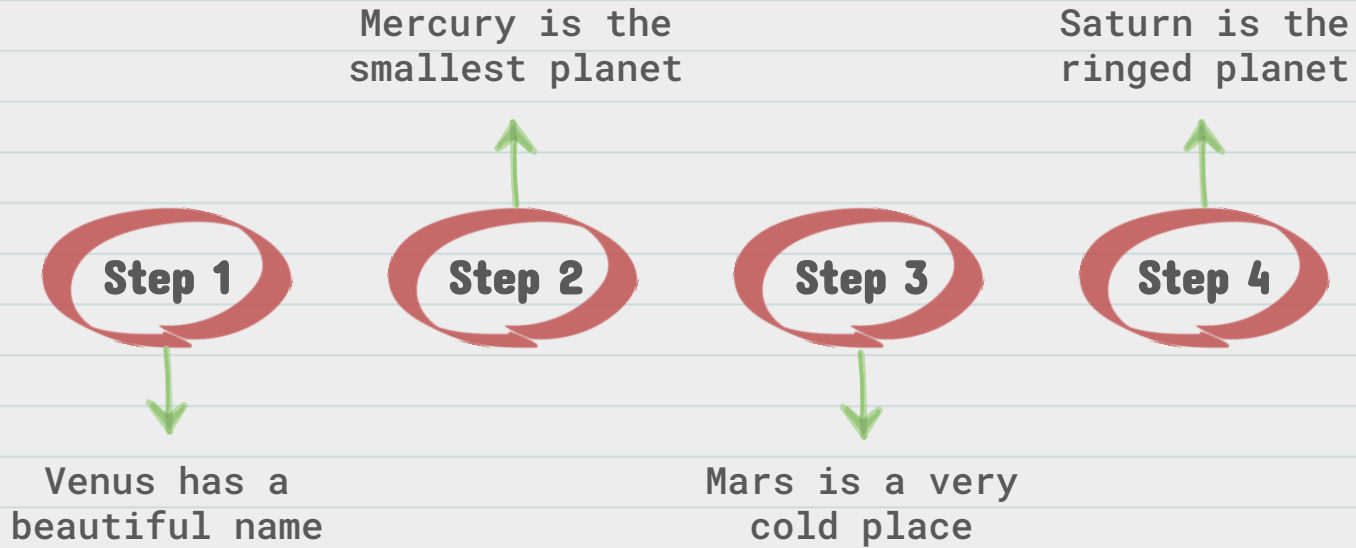 Mercury is the
smallest planet
Saturn is the
ringed planet
Step 1
Step 2
Step 3
Step 4
Venus has a
beautiful name
Mars is a very
cold place